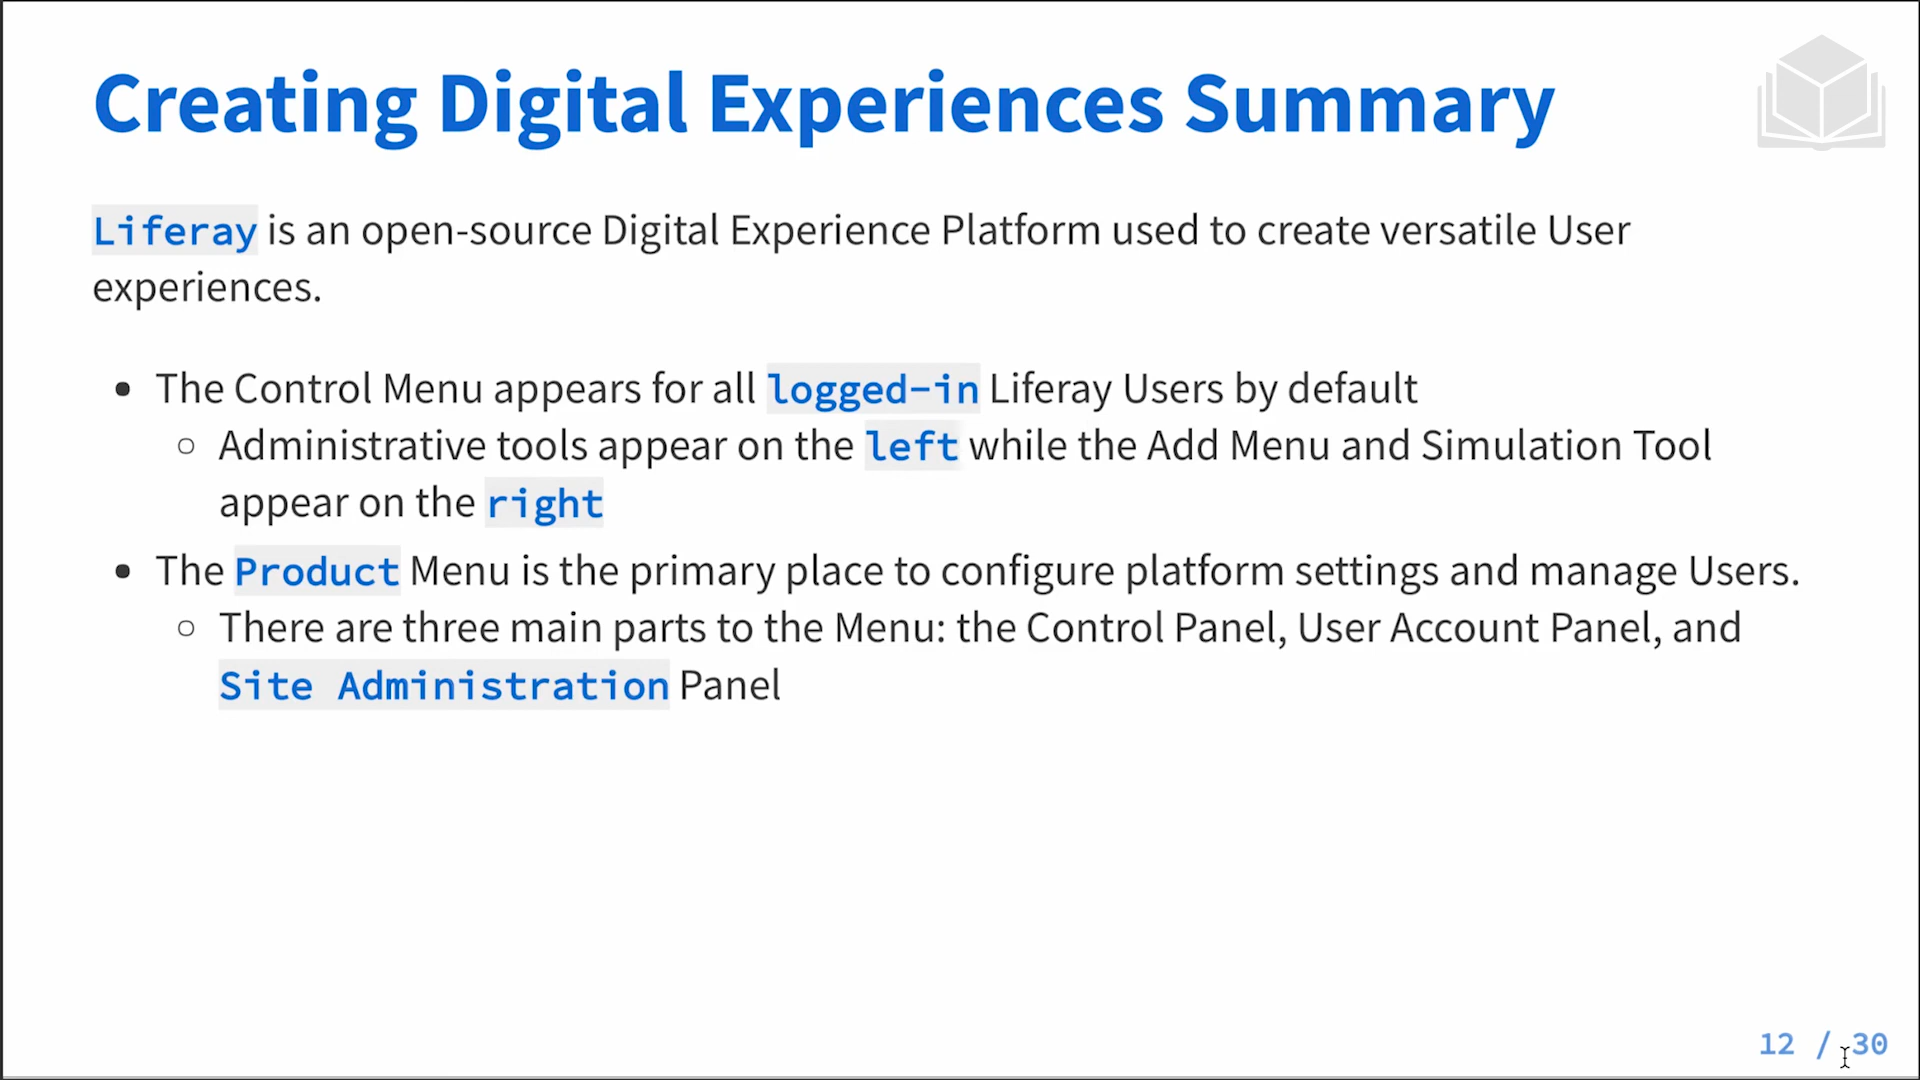 Creating Digital Experiences Summary
Liferay is an open-source Digital Experience Platform used to create versatile User
experiences.
• The Control Menu appears for all logged-in Liferay Users by default
○ Administrative tools appear on the left while the Add Menu and Simulation Tool
appear on the right
• The Product Menu is the primary place to configure platform settings and manage Users.
○ There are three main parts to the Menu: the Control Panel, User Account Panel, and
Site Administration Panel
12 / 30